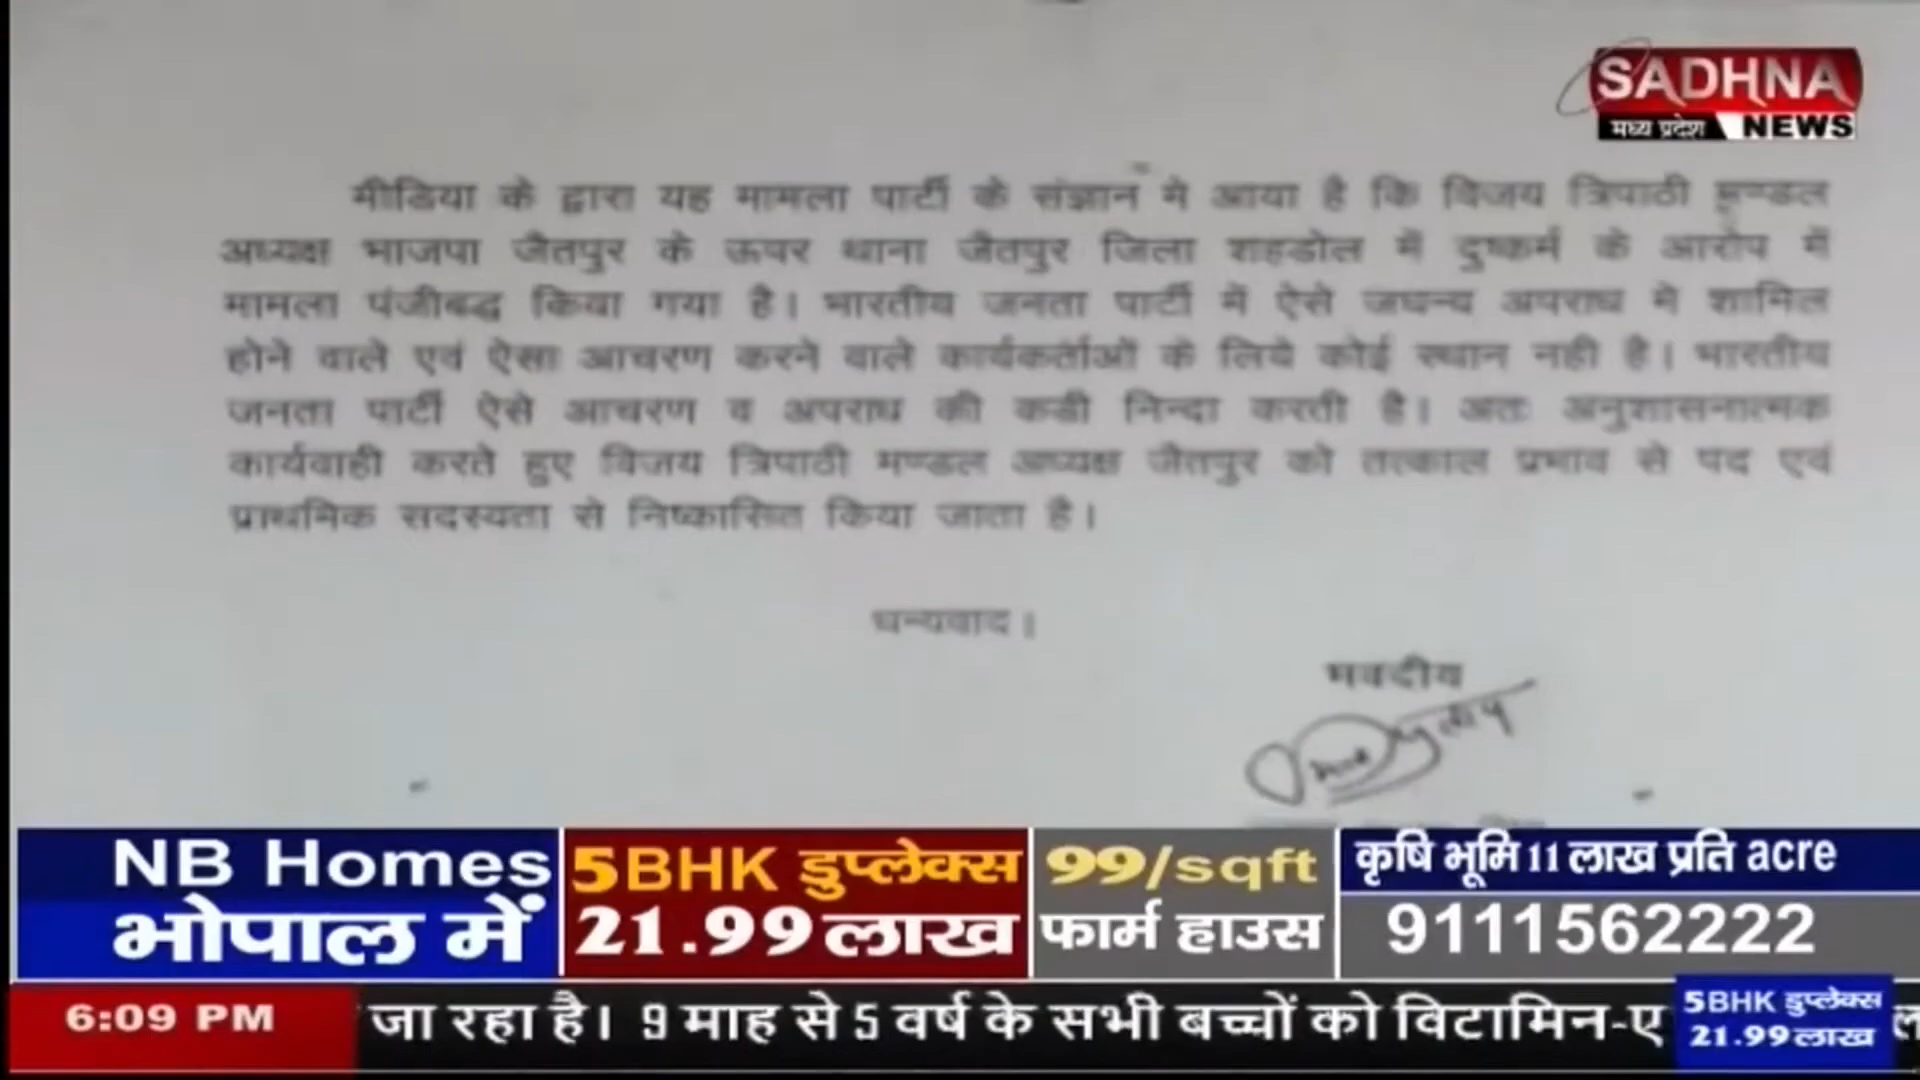 SADHNA
मध्य प्रदेश NEWS
मीडिया के द्वारा यह मामला पार्टी के संज्ञान मे आया है कि विजय त्रिपाठी मण्डल
अध्यक्ष भाजपा जैतपुर के ऊपर थाना जैतपुर जिला शहडोल में दुष्कर्म के आरोप में
मामला पंजीबद्ध किया गया है। भारतीय जनता पार्टी में ऐसे जघन्य अपराध मे शामिल
होने वाले एवं ऐसा आचरण करने वाले कार्यकर्ताओं के लिये कोई स्थान नही है। भारतीय
जनता पार्टी ऐसे आचरण व अपराध की कडी निन्दा करती है। अतः अनुशासनात्मक
कार्यवाही करते हुए विजय त्रिपाठी मण्डल अध्यक्ष जैतपुर को तत्काल प्रभाव से पद एवं
प्राथमिक सदस्यता से निष्कासित किया जाता है।
धन्यवाद।
भवदीय
NB Homes
भोपाल में
5BHK डुप्लेक्स
21.99 लाख
99/sqft
फार्म हाउस
कृषि भूमि 11 लाख प्रति acre
9111562222
6:09 PM
जा रहा है। 9 माह से 5 वर्ष के सभी बच्चों को विटामिन-ए
5BHK डुप्लेक्स
21.99 लाख